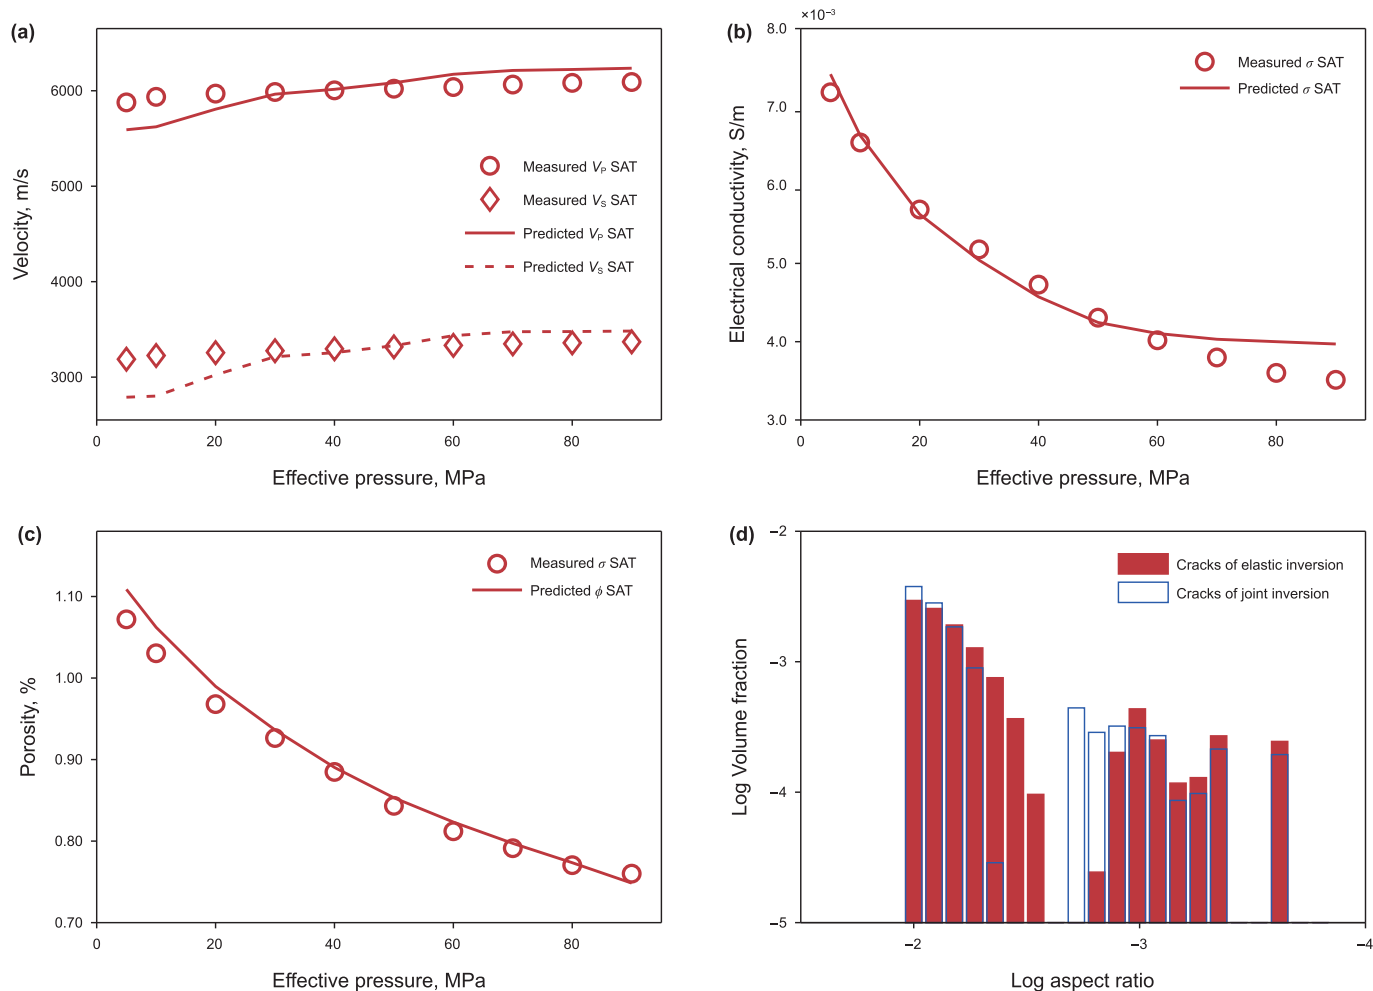 (a)
6000
6000
4000
3000
0
20
40
60
80
Velocity, m/s
Effective pressure, MPa
Measured VP SAT
Measured VS SAT
Predicted VP SAT
Predicted VS SAT
(b)
×10⁻³
8.0
7.0
6.0
5.0
4.0
3.0
0
20
40
60
80
Electrical conductivity, S/m
Effective pressure, MPa
Measured σ SAT
Predicted σ SAT
(c)
1.10
1.00
0.90
0.80
0.70
0
20
40
60
80
Porosity, %
Effective pressure, MPa
Measured σ SAT
Predicted ϕ SAT
(d)
–2
–3
–4
–5
–2
–3
–4
Log Volume fraction
Log aspect ratio
Cracks of elastic inversion
Cracks of joint inversion